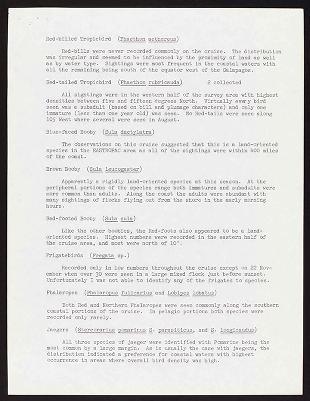 Red-billed Tropicbird (Phaethon aethereus)
Red-bills were never recorded commonly on the cruise. The distribution
was irregular and seemed to be influenced by the proximity of land as well
as by water type. Sightings were most frequent in the coastal waters with
all the remaining being south of the equator west of the Galapagos.
Red-tailed Tropicbird (Phaethon rubricauda) 2 collected
All sightings were in the western half of the survey area with highest
densities between five and fifteen degrees North. Virtually every bird
seen was a subadult (based on bill and plumage characters) and only one
immature (less than one year old) was seen. No Red-tails were seen along
105 West where several were seen in August.
Blue-faced Booby (Sula dactylatra)
The observations on this cruise suggested that this is a land-oriented
species in the EASTROPAC area as all of the sightings were within 600 miles
of the coast.
Brown Booby (Sula leucogaster)
Apparently a rigidly land-oriented species at this season. At the
peripheral portions of the species range both immatures and subadults were
more common than adults. Along the coast the adults were abundant with
many sightings of flocks flying out from the shore in the early morning
hours.
Red-footed Booby (Sula sula)
Like the other boobies, the Red-foots also appeared to be a land-
oriented species. Highest numbers were recorded in the eastern half of
the cruise area, and most were north of 10°.
Frigatebirds (Fregata sp.)
Recorded only in low numbers throughout the cruise except on 22 Nov-
ember when over 30 were seen in a large mixed flock just before sunset.
Unfortunately I was not able to identify any of the frigates to species.
Phalaropes (Phalaropus fulicarius and Lobipes lobatus)
Both Red and Northern Phalaropes were seen commonly along the southern
coastal portions of the cruise. In pelagic portions both species were
recorded only rarely.
Jaegers (Stercorarius pomarinus S. parasiticus, and S. longicaudus)
All three species of jaeger were identified with Pomarine being the
most common by a large margin. As is usually the case with jaegers, the
distribution indicated a preference for coastal waters with highest
occurrence in areas where overall bird density was high.